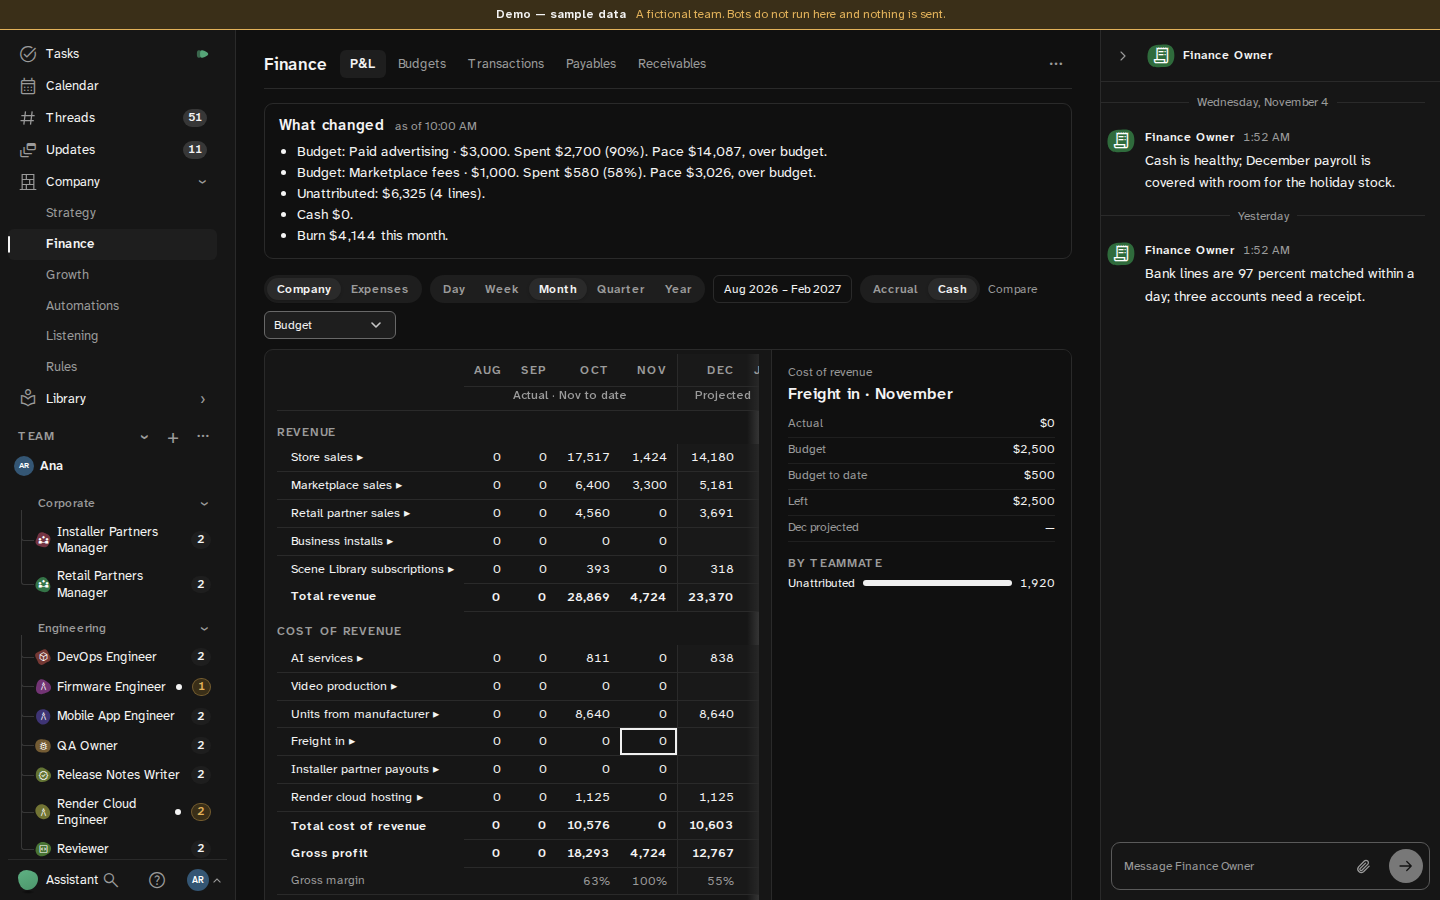 Demo — sample data A fictional team. Bots do not run here and nothing is sent.
Tasks
Calendar
Threads 51
Updates 11
Company
Strategy
Finance
Growth
Automations
Listening
Rules
Library
TEAM
Ana
AR
Corporate
Installer Partners Manager 2
Retail Partners Manager 2
Engineering
DevOps Engineer 2
Firmware Engineer 1
Mobile App Engineer 2
QA Owner 2
Release Notes Writer 2
Render Cloud Engineer 2
Reviewer 2
Assistant
AR
Finance P&L Budgets Transactions Payables Receivables
What changed as of 10:00 AM
Budget: Paid advertising · $3,000. Spent $2,700 (90%). Pace $14,087, over budget.
Budget: Marketplace fees · $1,000. Spent $580 (58%). Pace $3,026, over budget.
Unattributed: $6,325 (4 lines).
Cash $0.
Burn $4,144 this month.
Company Expenses Day Week Month Quarter Year Aug 2026 – Feb 2027 Accrual Cash Compare
Budget
AUG SEP OCT NOV DEC J
Actual · Nov to date Projected
REVENUE
Store sales ▸ 0 0 17,517 1,424 14,180
Marketplace sales ▸ 0 0 6,400 3,300 5,181
Retail partner sales ▸ 0 0 4,560 0 3,691
Business installs ▸ 0 0 0 0
Scene Library subscriptions ▸ 0 0 393 0 318
Total revenue 0 0 28,869 4,724 23,370
COST OF REVENUE
AI services ▸ 0 0 811 0 838
Video production ▸ 0 0 0 0
Units from manufacturer ▸ 0 0 8,640 0 8,640
Freight in ▸ 0 0 0 0
Installer partner payouts ▸ 0 0 0 0
Render cloud hosting ▸ 0 0 1,125 0 1,125
Total cost of revenue 0 0 10,576 0 10,603
Gross profit 0 0 18,293 4,724 12,767
Gross margin 63% 100% 55%
Cost of revenue
Freight in · November
Actual $0
Budget $2,500
Budget to date $500
Left $2,500
Dec projected —
BY TEAMMATE
Unattributed 1,920
Finance Owner
Wednesday, November 4
Finance Owner 1:52 AM
Cash is healthy; December payroll is
covered with room for the holiday stock.
Yesterday
Finance Owner 1:52 AM
Bank lines are 97 percent matched within a
day; three accounts need a receipt.
Message Finance Owner